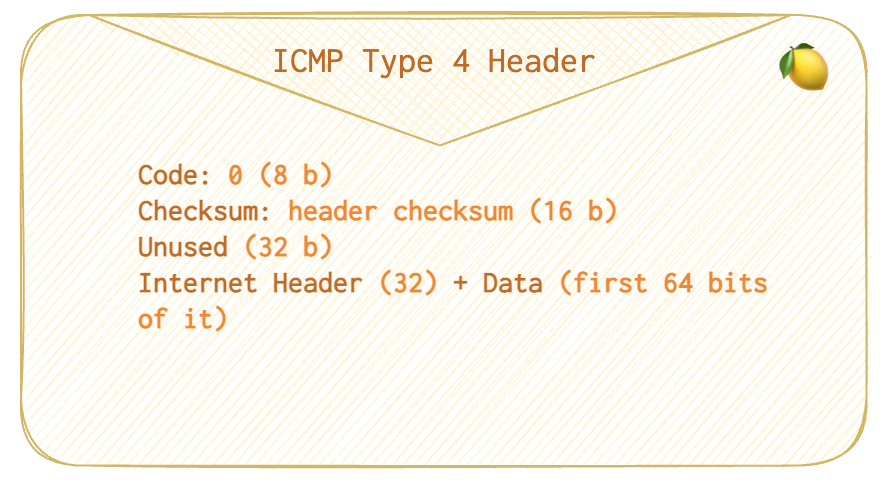 ICMP Type 4 Header
Code: 0 (8 b)
Checksum: header checksum (16 b)
Unused (32 b)
Internet Header (32) + Data (first 64 bits
of it)